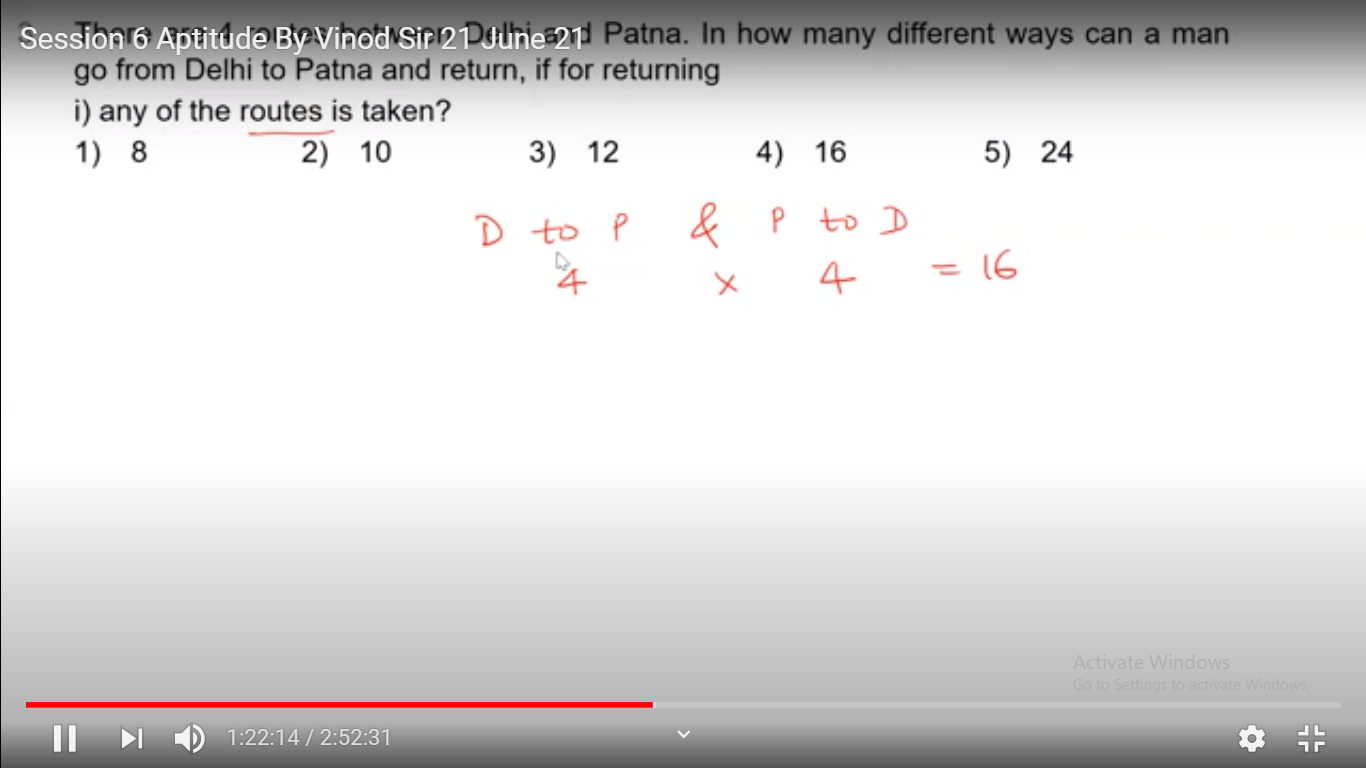 Session 6 Aptitude By Vinod Sir 21 June 21
There are 4 routes between Delhi and Patna. In how many different ways can a man
go from Delhi to Patna and return, if for returning
i) any of the routes is taken?
1) 8 2) 10 3) 12 4) 16 5) 24
D to P & P to D
4 x 4 = 16
Activate Windows
Go to Settings to activate Windows.
1:22:14 / 2:52:31